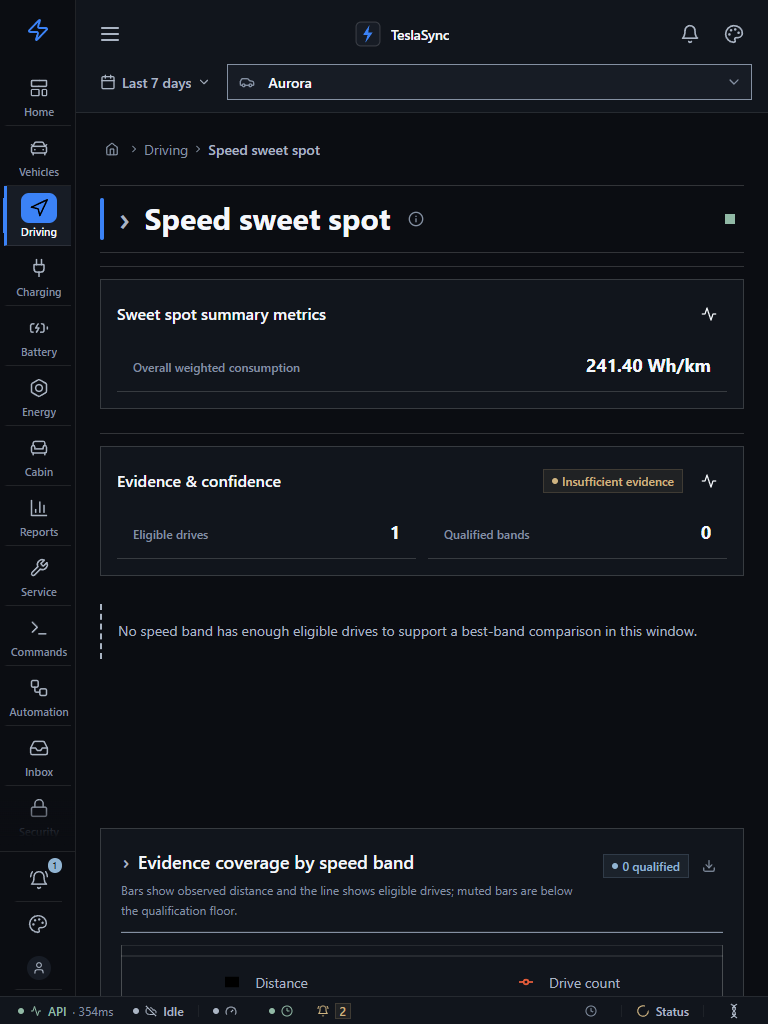 TeslaSync
Last 7 days
Aurora
Home
Vehicles
Driving
Charging
Battery
Energy
Cabin
Reports
Service
Commands
Automation
Inbox
Security
1
Driving
Speed sweet spot
Speed sweet spot
Sweet spot summary metrics
Overall weighted consumption 241.40 Wh/km
Evidence & confidence Insufficient evidence
Eligible drives 1 Qualified bands 0
No speed band has enough eligible drives to support a best-band comparison in this window.
Evidence coverage by speed band 0 qualified
Bars show observed distance and the line shows eligible drives; muted bars are below
the qualification floor.
Distance Drive count
API · 354ms Idle 2 Status